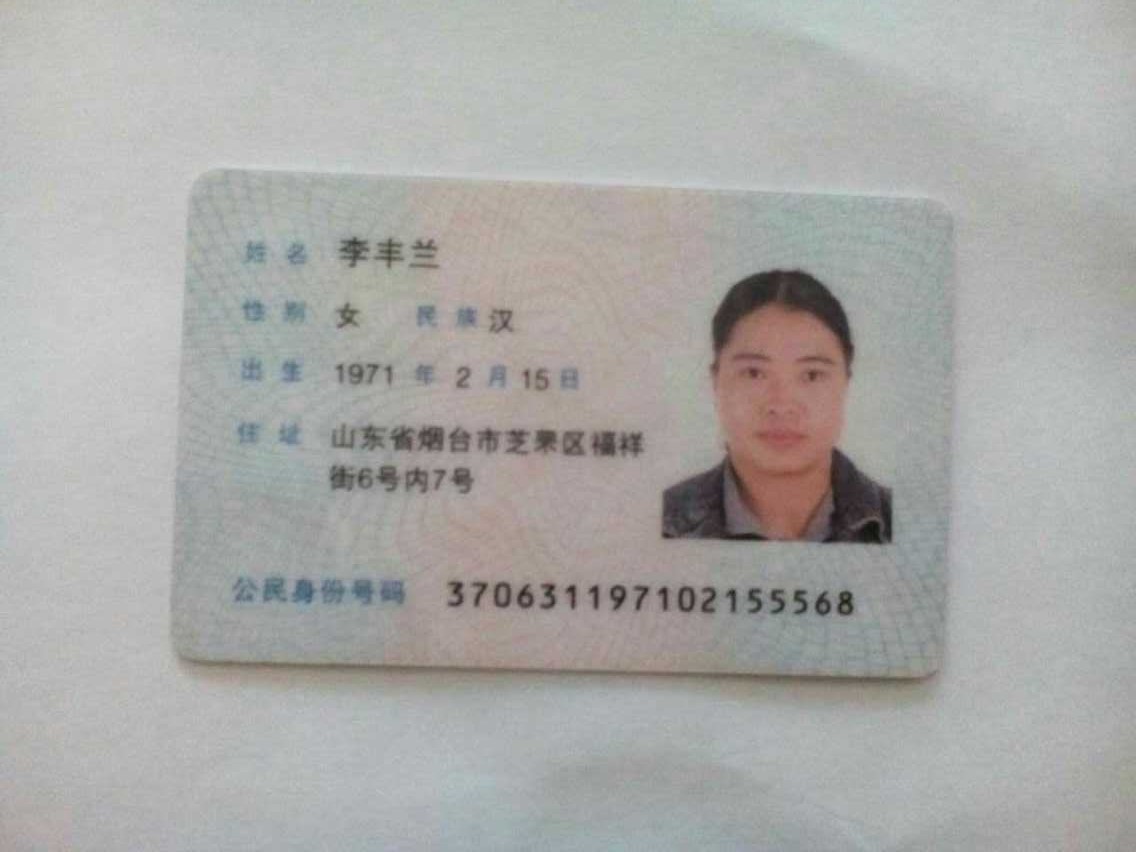 姓名 李丰兰
性别 女 民族 汉
出生 1971 年 2 月 15 日
住址 山东省烟台市芝罘区福祥
街6号内7号
公民身份号码 370631197102155568